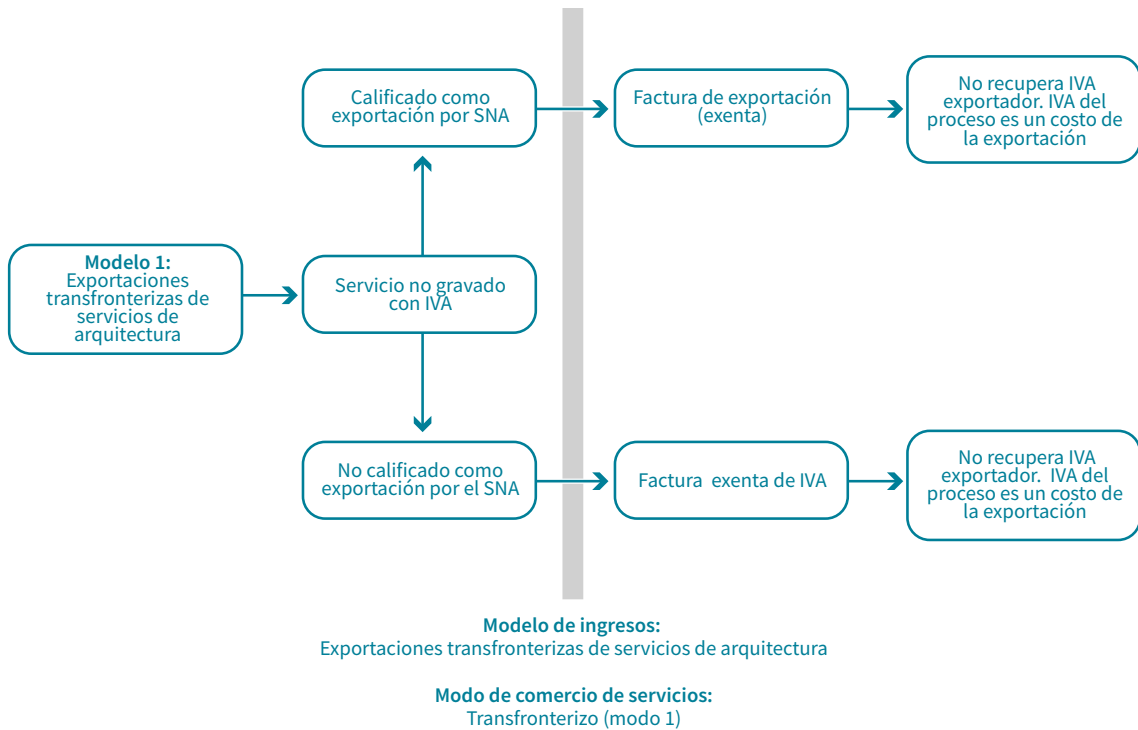 Calificado como
exportación por SNA
Factura de exportación
(exenta)
No recupera IVA
exportador. IVA del
proceso es un costo de
la exportación
Modelo 1:
Exportaciones
transfronterizas de
servicios de
arquitectura
Servicio no gravado
con IVA
No calificado como
exportación por el SNA
Factura exenta de IVA
No recupera IVA
exportador. IVA del
proceso es un costo de
la exportación
Modelo de ingresos:
Exportaciones transfronterizas de servicios de arquitectura
Modo de comercio de servicios:
Transfronterizo (modo 1)